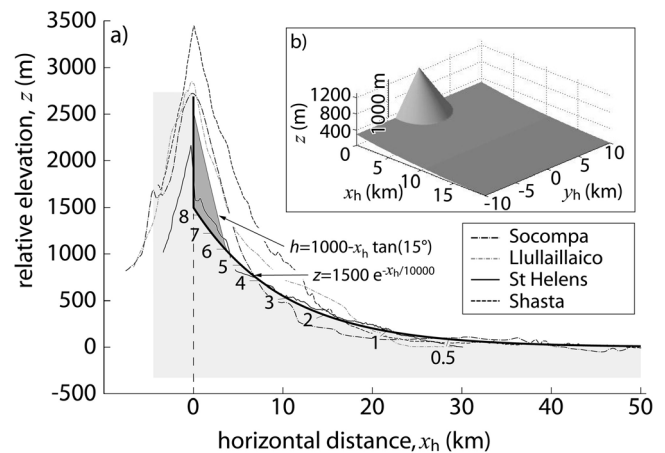 a)
relative elevation, z (m)
3500
3000
2500
2000
1500
1000
500
0
-500
8
7
6
5
4
3
2
1
0.5
h=1000-xh tan(15°)
z=1500 e-xh/10000
0
10
20
30
40
50
horizontal distance, xh (km)
b)
z (m)
1200
800
400
1000 m
0
5
10
15
xh (km)
-10
-5
0
5
10
yh (km)
Socompa
Llullaillaico
St Helens
Shasta